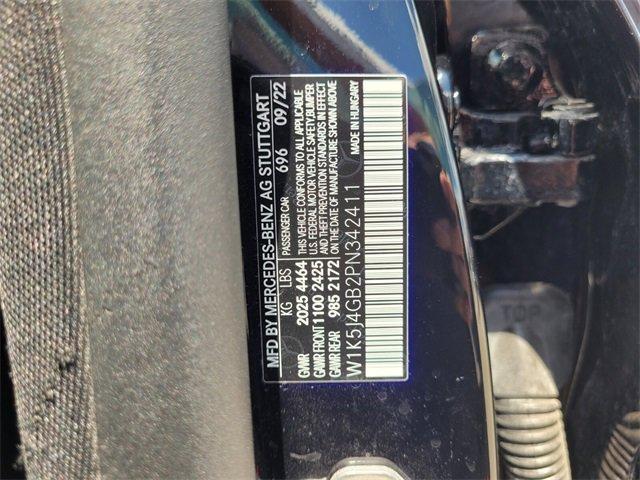 MFD BY MERCEDES-BENZ AG STUTTGART
PASSENGER CAR 696 09/22
KG LBS
GVWR 2025 4464
GAWR FRONT 1100 2425
GAWR REAR 985 2172
THIS VEHICLE CONFORMS TO ALL APPLICABLE
U.S. FEDERAL MOTOR VEHICLE SAFETY BUMPER
AND THEFT PREVENTION STANDARDS IN EFFECT
ON THE DATE OF MANUFACTURE SHOWN ABOVE
W1K5J4GB2PN342411
MADE IN HUNGARY
TOP